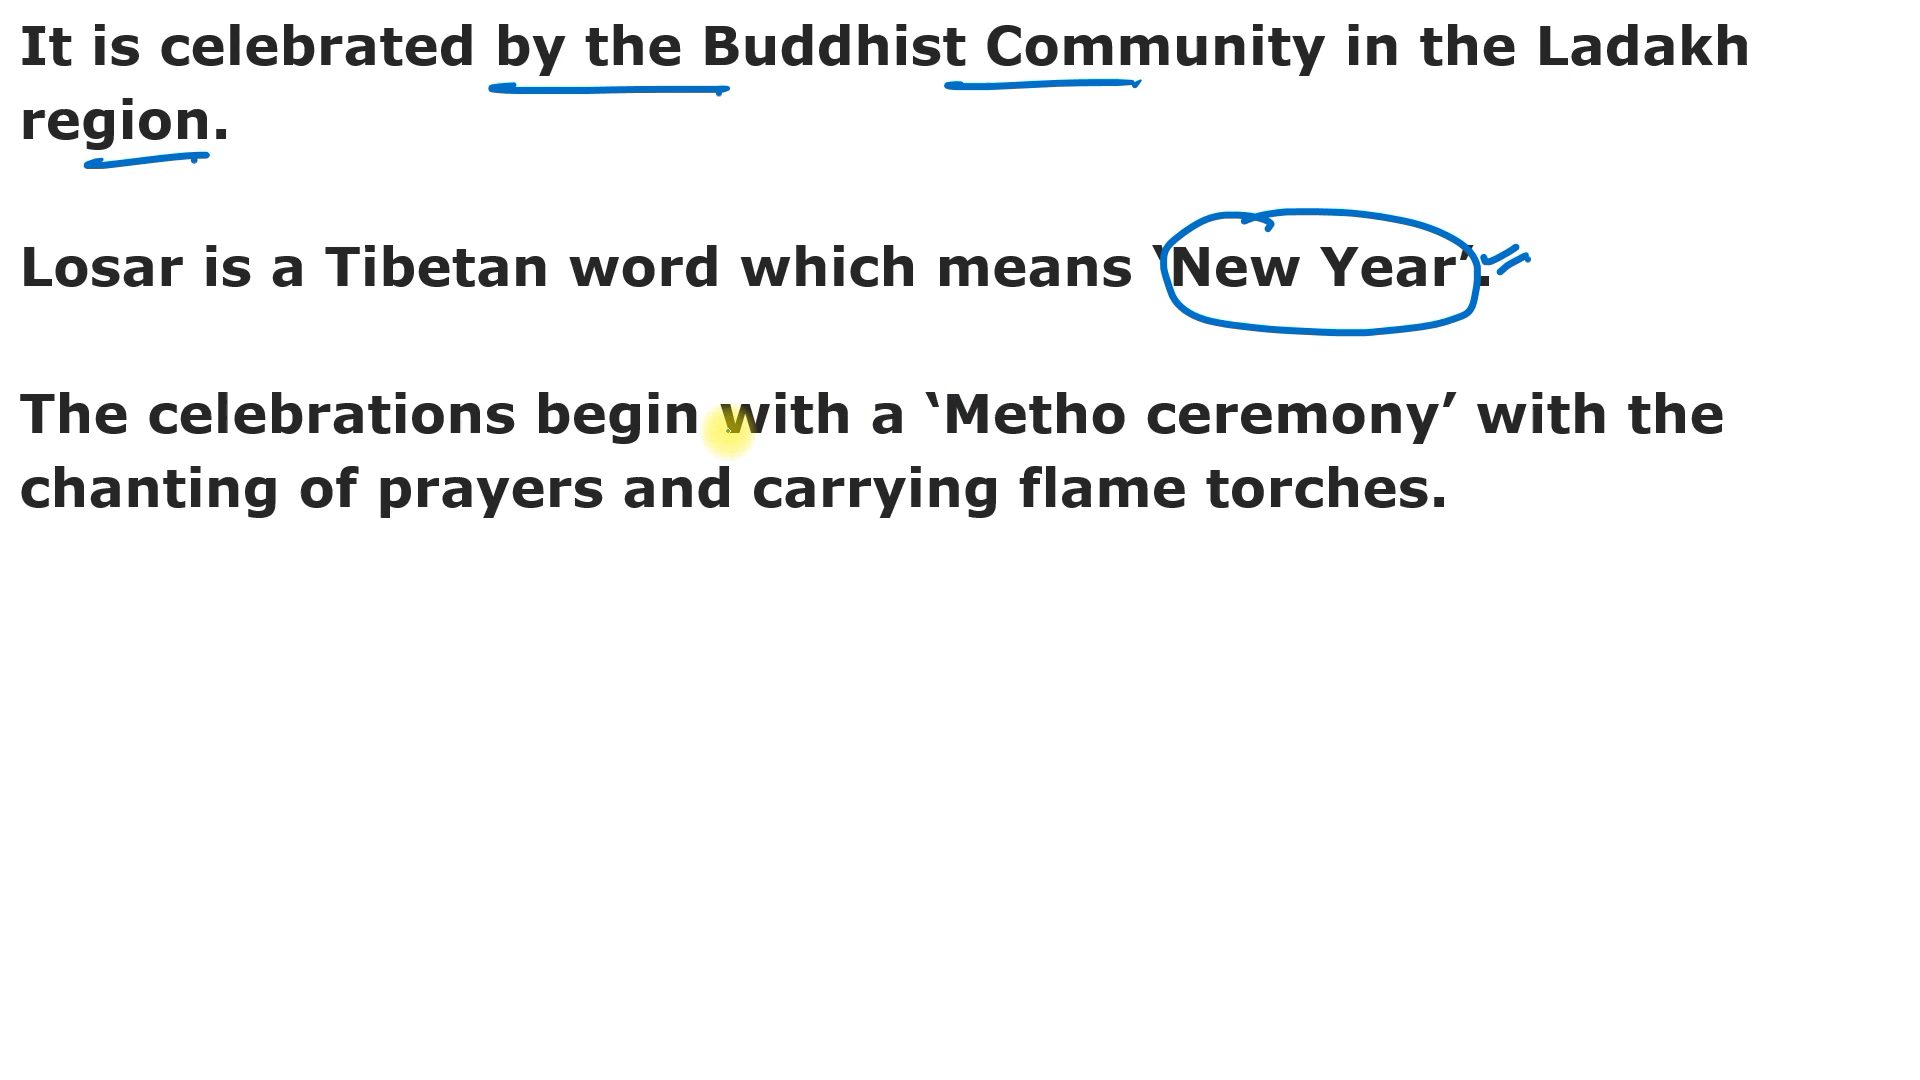 It is celebrated by the Buddhist Community in the Ladakh
region.
Losar is a Tibetan word which means ‘New Year’.
The celebrations begin with a ‘Metho ceremony’ with the
chanting of prayers and carrying flame torches.